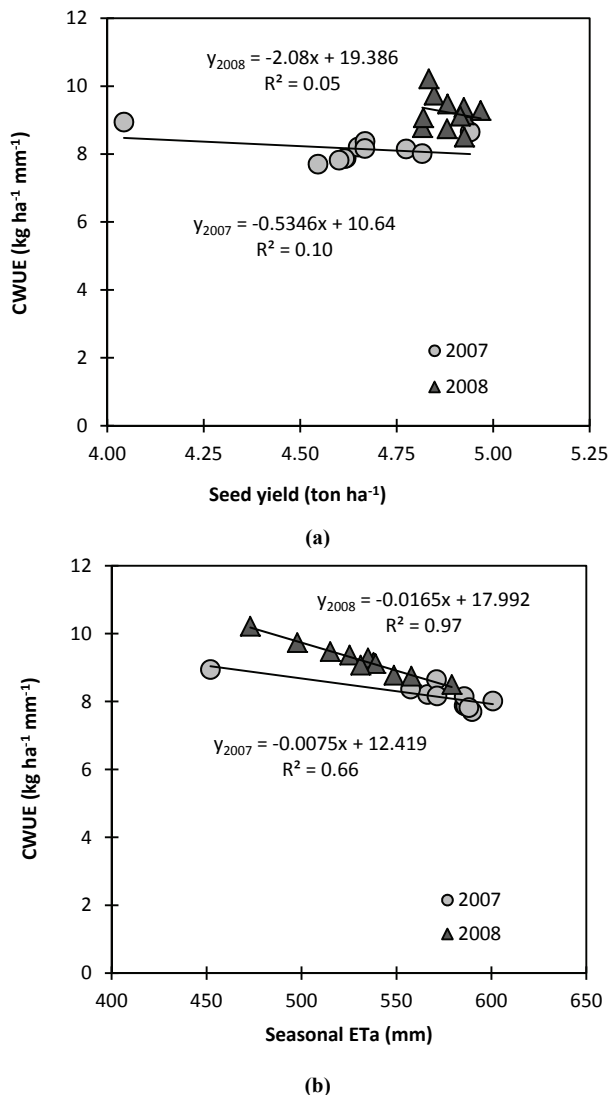 12
10
8
6
4
2
0
CWUE (kg ha⁻¹ mm⁻¹)
y₂₀₀₈ = -2.08x + 19.386
R² = 0.05
y₂₀₀₇ = -0.5346x + 10.64
R² = 0.10
2007
2008
4.00 4.25 4.50 4.75 5.00 5.25
Seed yield (ton ha⁻¹)
(a)
12
10
8
6
4
2
0
CWUE (kg ha⁻¹ mm⁻¹)
y₂₀₀₈ = -0.0165x + 17.992
R² = 0.97
y₂₀₀₇ = -0.0075x + 12.419
R² = 0.66
2007
2008
400 450 500 550 600 650
Seasonal ETa (mm)
(b)